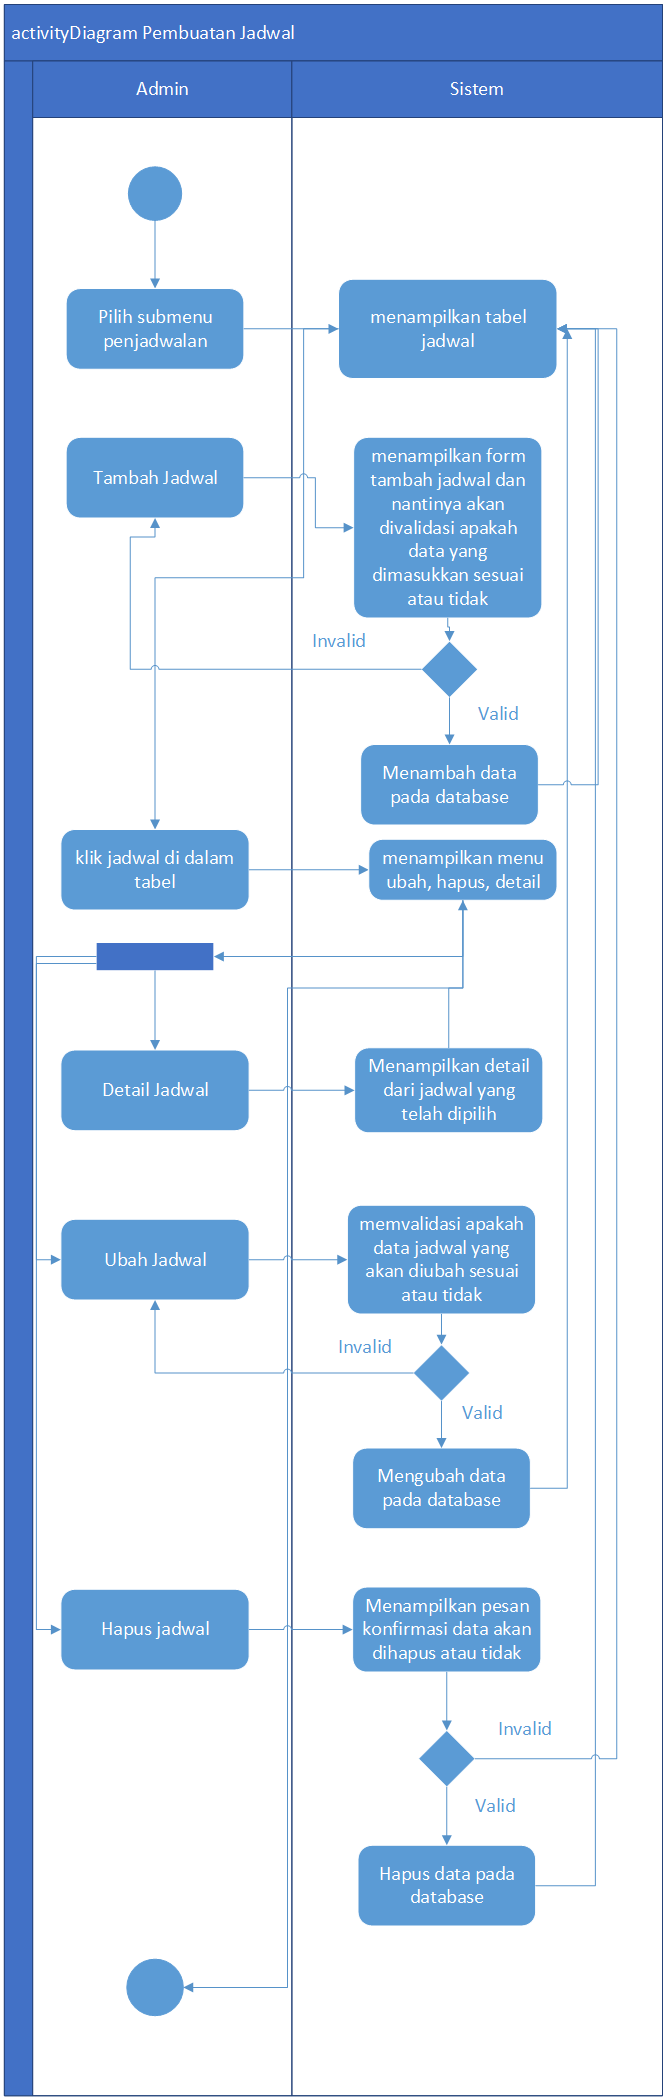 activityDiagram Pembuatan Jadwal
Admin
Sistem
Pilih submenu
penjadwalan
menampilkan tabel
jadwal
Tambah Jadwal
menampilkan form
tambah jadwal dan
nantinya akan
divalidasi apakah
data yang
dimasukkan sesuai
atau tidak
Invalid
Valid
Menambah data
pada database
klik jadwal di dalam
tabel
menampilkan menu
ubah, hapus, detail
Detail Jadwal
Menampilkan detail
dari jadwal yang
telah dipilih
Ubah Jadwal
memvalidasi apakah
data jadwal yang
akan diubah sesuai
atau tidak
Invalid
Valid
Mengubah data
pada database
Hapus jadwal
Menampilkan pesan
konfirmasi data akan
dihapus atau tidak
Invalid
Valid
Hapus data pada
database